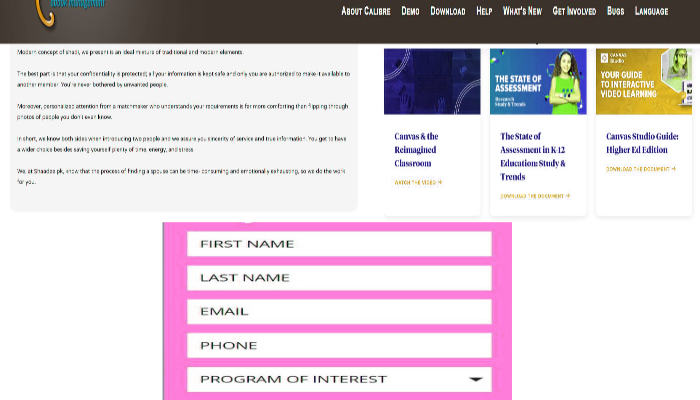 ebook management
About Calibre Demo Download Help What's New Get Involved Bugs Language
Modern concept of shadi, we present is an ideal mixture of traditional and modern elements.
The best part is that your confidentiality is protected; all your information is kept safe and only you are authorized to make it available to
another member. You're never bothered by unwanted people.
Moreover, personalized attention from a matchmaker who understands your requirements is far more comforting than flipping through
photos of people you don't even know.
In short, we know both sides when introducing two people and we assure you sincerity of service and true information. You get to have
a wider choice besides saving yourself plenty of time, energy, and stress
We, at Shaadee.pk, know that the process of finding a spouse can be time- consuming and emotionally exhausting, so we do the work
for you.
Canvas & the
Reimagined
Classroom
WATCH THE VIDEO
THE STATE OF
ASSESSMENT
Research
Study & Trends
The State of
Assessment in K-12
Education: Study &
Trends
DOWNLOAD THE DOCUMENT
CANVAS
Studio
YOUR GUIDE
TO INTERACTIVE
VIDEO LEARNING
Canvas Studio Guide:
Higher Ed Edition
DOWNLOAD THE DOCUMENT
FIRST NAME
LAST NAME
EMAIL
PHONE
PROGRAM OF INTEREST